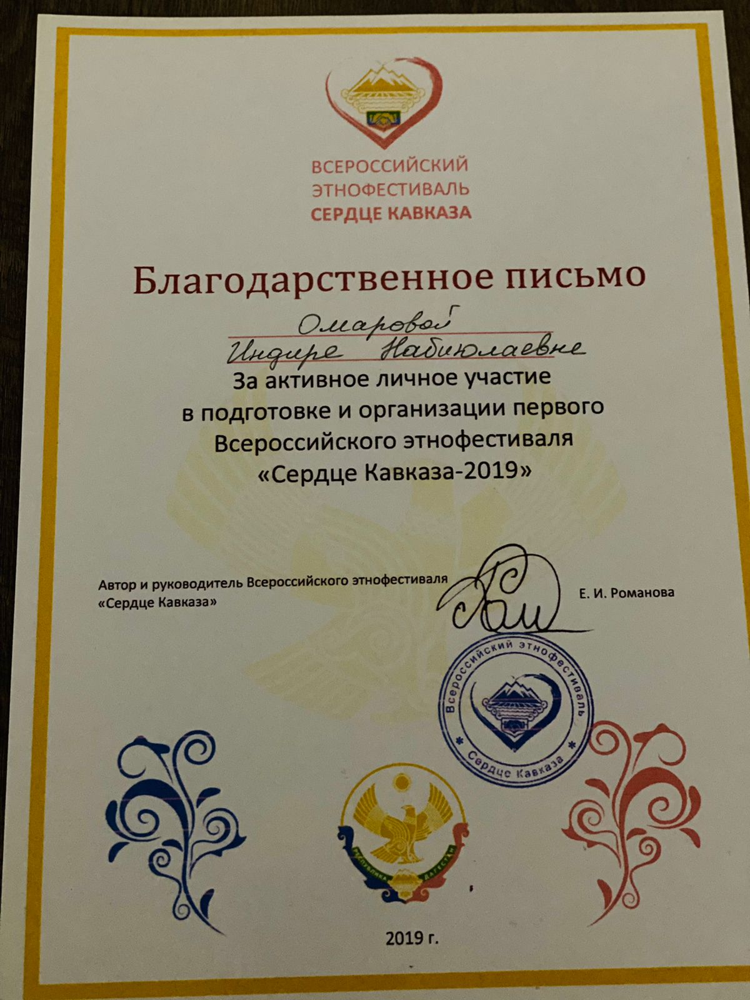 ВСЕРОССИЙСКИЙ
ЭТНОФЕСТИВАЛЬ
СЕРДЦЕ КАВКАЗА
Благодарственное письмо
Омаровой
Индире Набиюлаевне
За активное личное участие
в подготовке и организации первого
Всероссийского этнофестиваля
«Сердце Кавказа-2019»
Автор и руководитель Всероссийского этнофестиваля
«Сердце Кавказа»
Е. И. Романова
Всероссийский этнофестиваль
* Сердце Кавказа *
РЕСПУБЛИКА ДАГЕСТАН
2019 г.